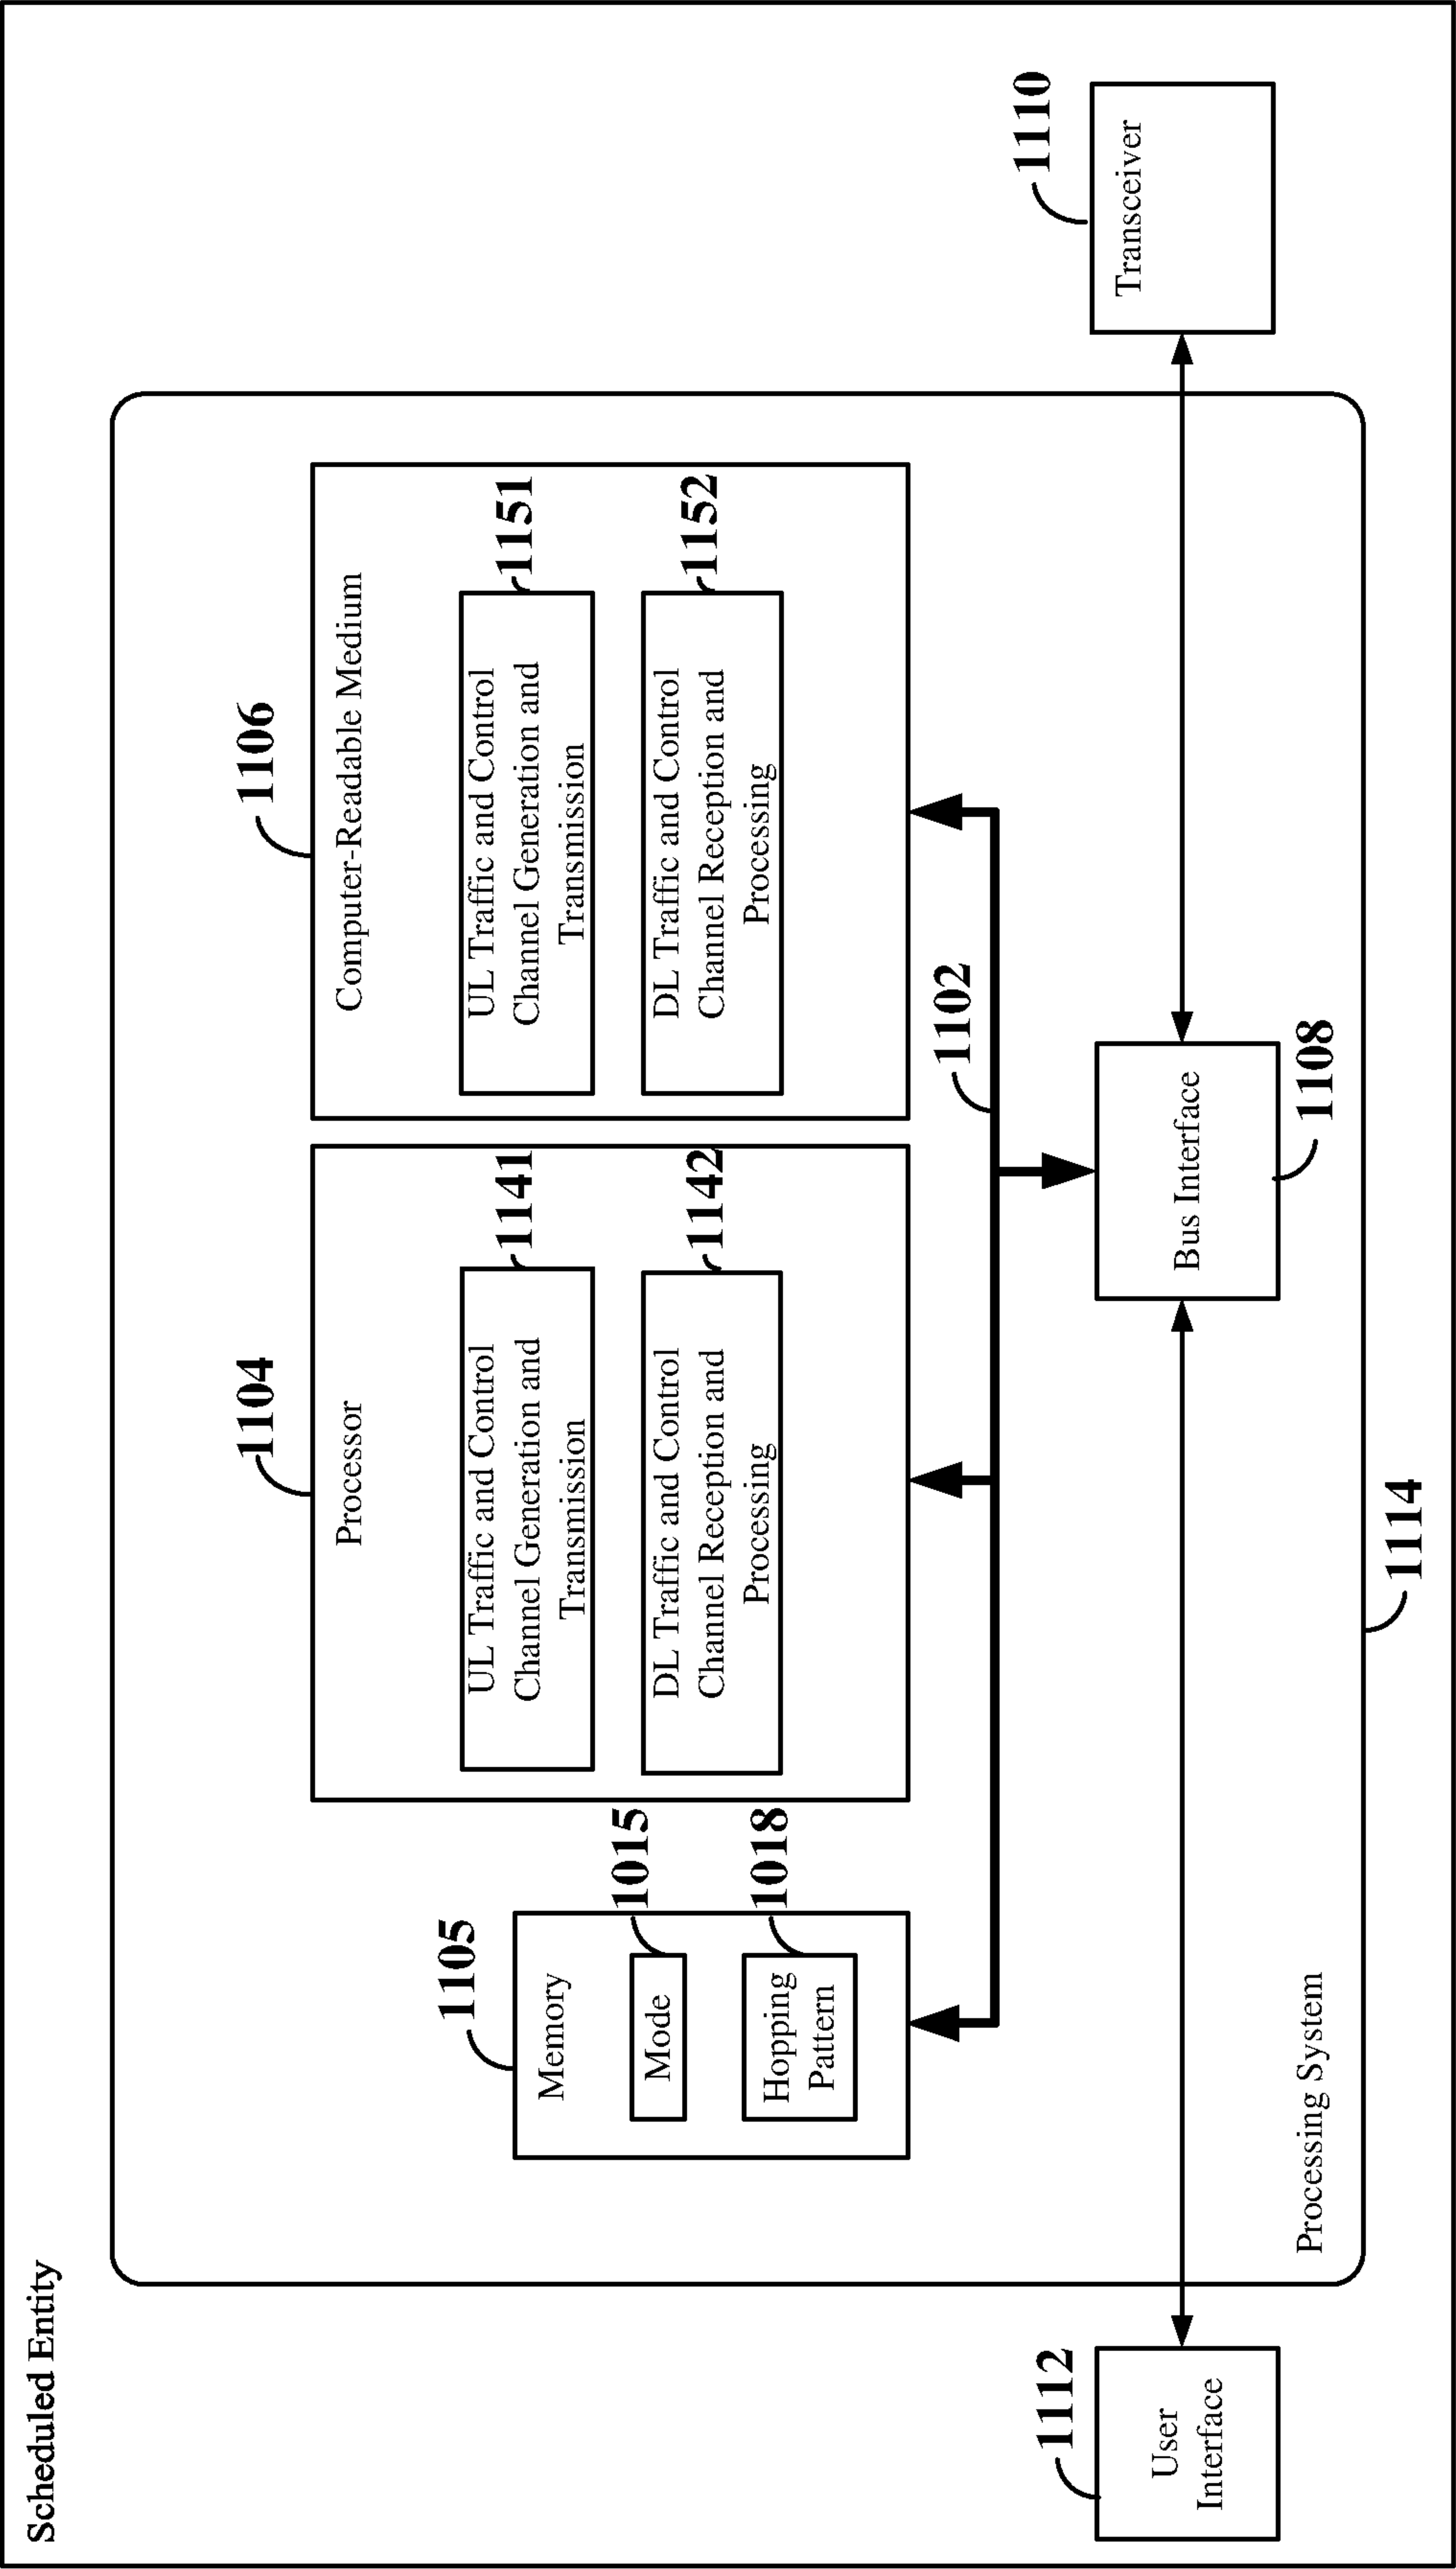 Scheduled Entity
1104
1106
Processor
Computer-Readable Medium
1105
Memory
1141
UL Traffic and Control
Channel Generation and
Transmission
1151
UL Traffic and Control
Channel Generation and
Transmission
1015
Mode
1142
DL Traffic and Control
Channel Reception and
Processing
1152
DL Traffic and Control
Channel Reception and
Processing
1018
Hopping
Pattern
1102
1112
User
Interface
Bus Interface
1108
1110
Transceiver
Processing System
1114